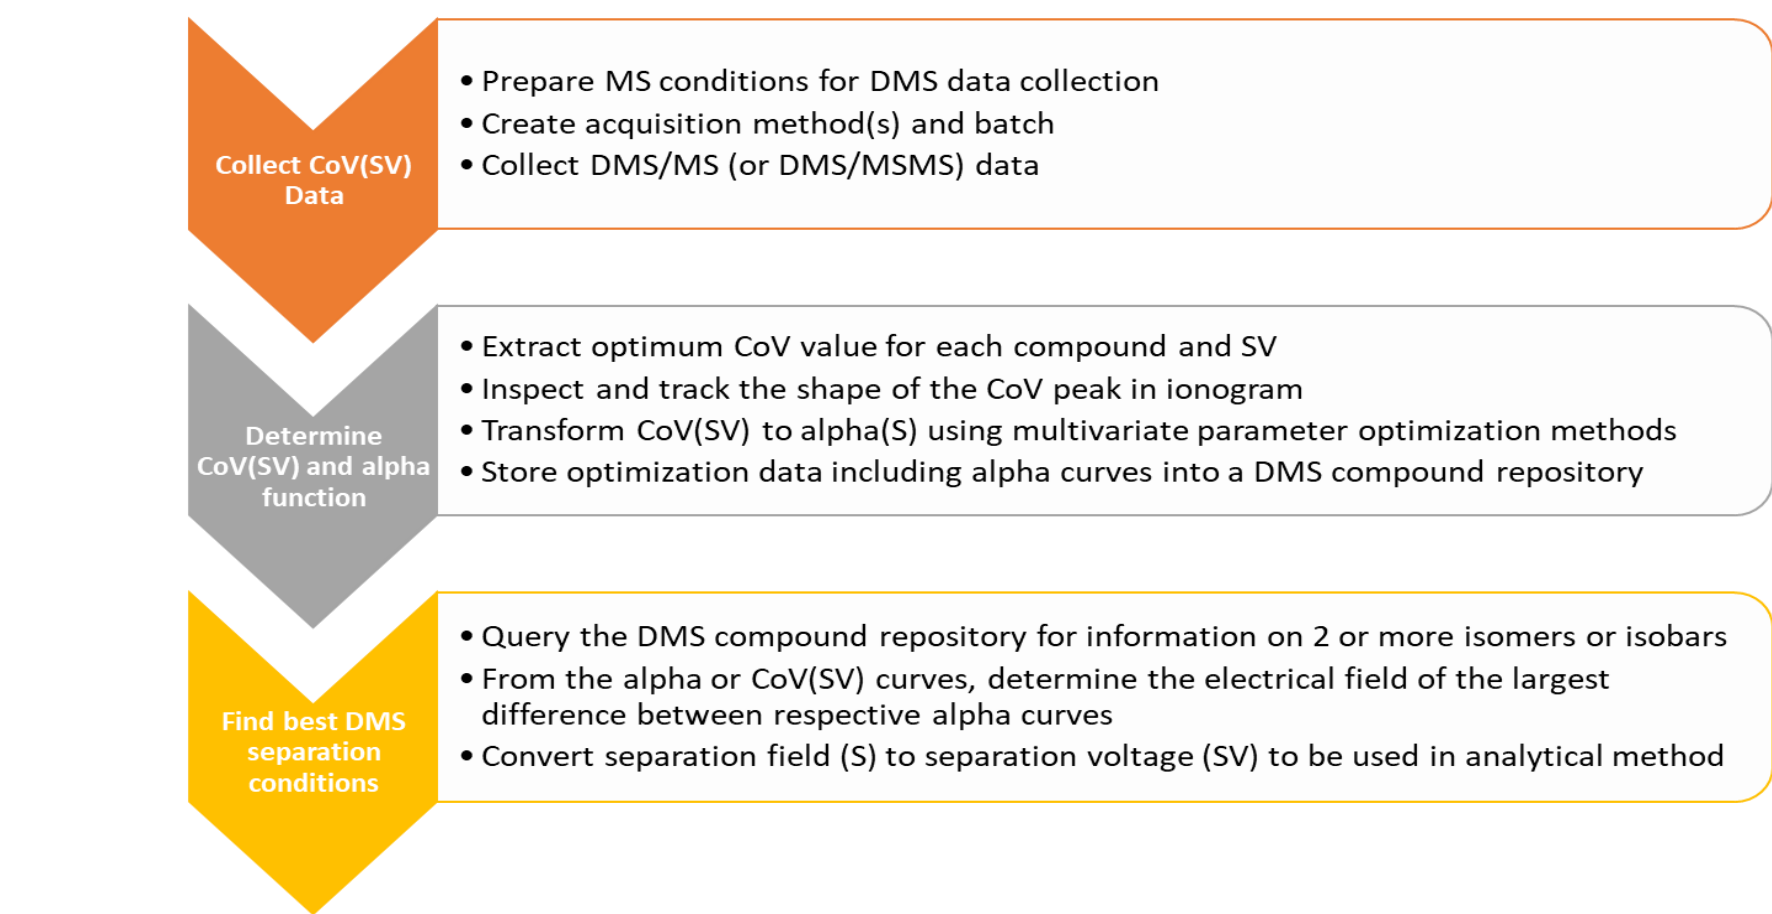 Collect CoV(SV)
Data
• Prepare MS conditions for DMS data collection
• Create acquisition method(s) and batch
• Collect DMS/MS (or DMS/MSMS) data
Determine
CoV(SV) and alpha
function
• Extract optimum CoV value for each compound and SV
• Inspect and track the shape of the CoV peak in ionogram
• Transform CoV(SV) to alpha(S) using multivariate parameter optimization methods
• Store optimization data including alpha curves into a DMS compound repository
Find best DMS
separation
conditions
• Query the DMS compound repository for information on 2 or more isomers or isobars
• From the alpha or CoV(SV) curves, determine the electrical field of the largest
difference between respective alpha curves
• Convert separation field (S) to separation voltage (SV) to be used in analytical method